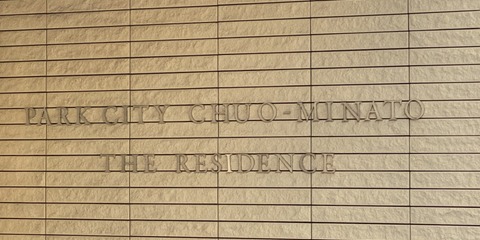 PARK CITY CHUO-MINATO
THE RESIDENCE